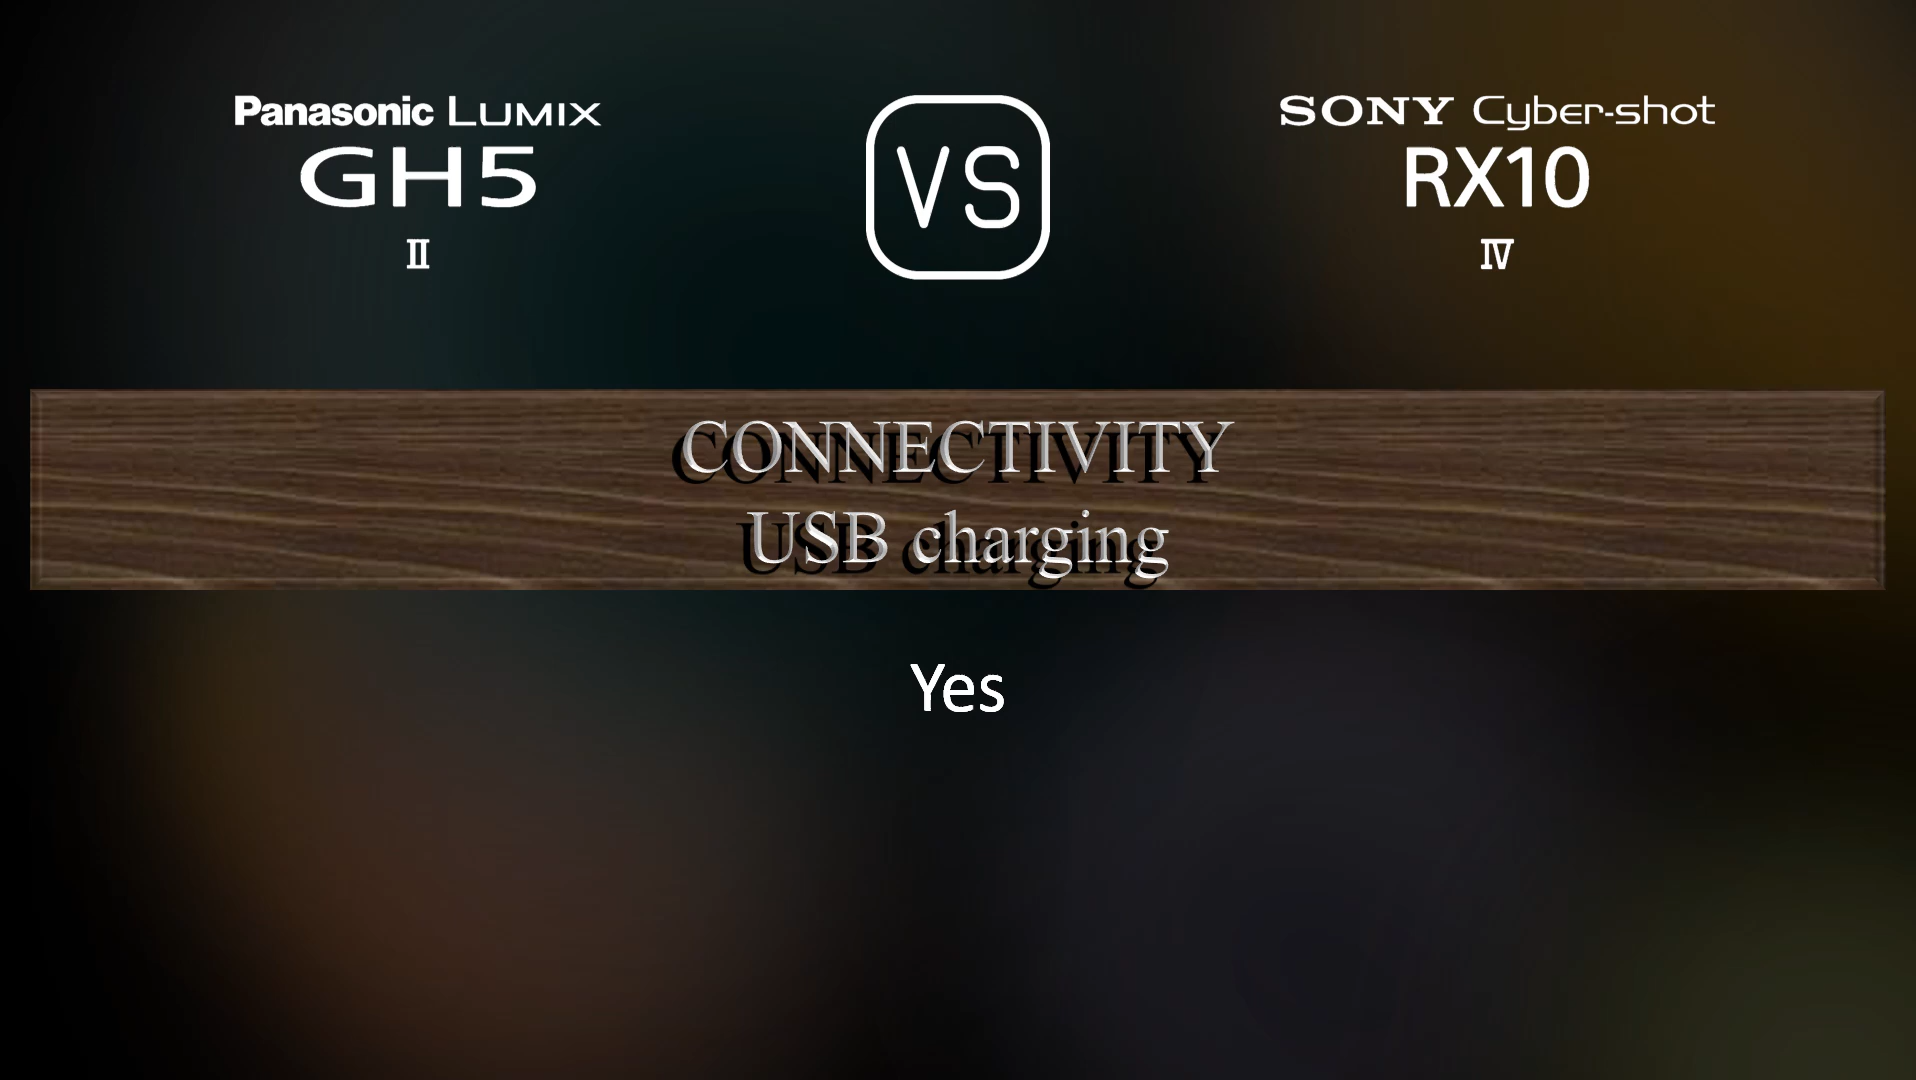 Panasonic LUMIX
GH5
II
VS
SONY Cyber-shot
RX10
IV
CONNECTIVITY
USB charging
Yes